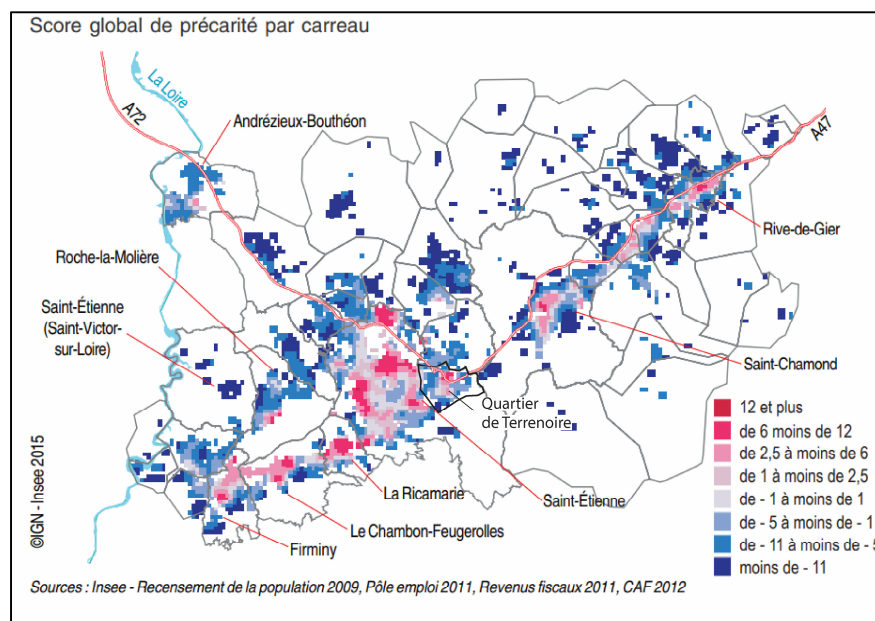 Score global de précarité par carreau
La Loire
A72
Andrézieux-Bouthéon
A47
Rive-de-Gier
Roche-la-Molière
Saint-Étienne
(Saint-Victor-
sur-Loire)
Saint-Chamond
Quartier
de Terrenoire
12 et plus
de 6 moins de 12
de 2,5 à moins de 6
de 1 à moins de 2,5
de - 1 à moins de 1
de - 5 à moins de - 1
de - 11 à moins de - 5
moins de - 11
La Ricamarie
Saint-Étienne
Le Chambon-Feugerolles
Firminy
©IGN - Insee 2015
Sources : Insee - Recensement de la population 2009, Pôle emploi 2011, Revenus fiscaux 2011, CAF 2012